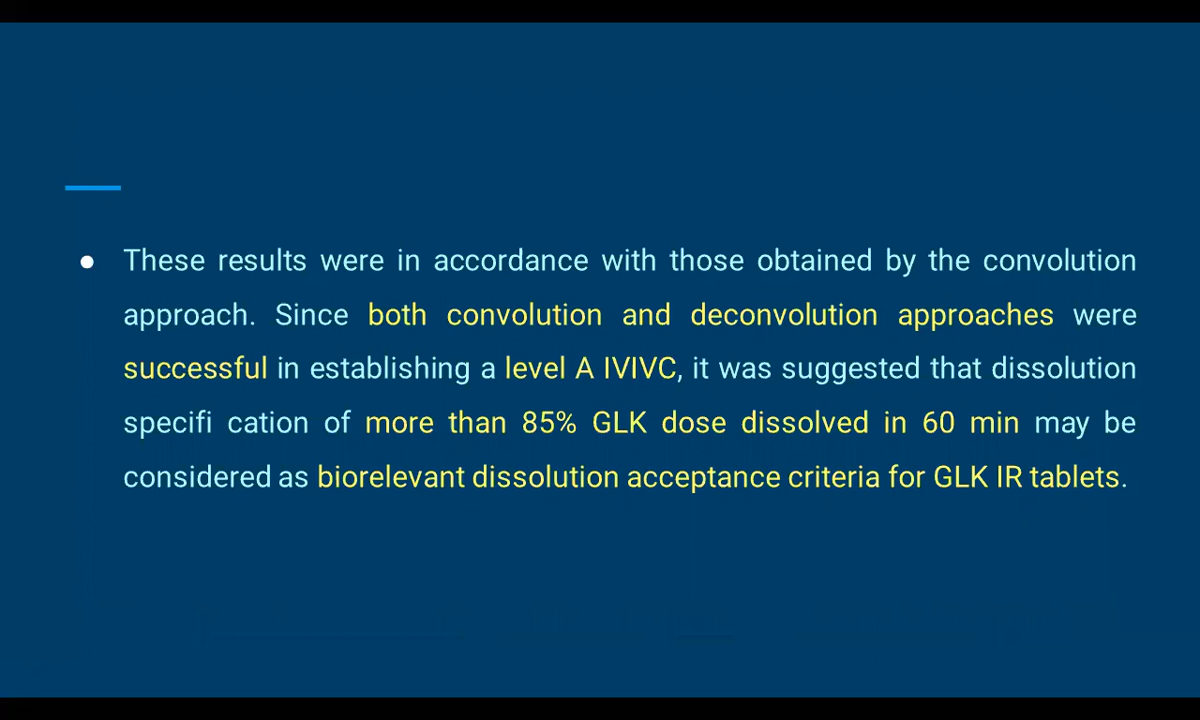 ● These results were in accordance with those obtained by the convolution
approach. Since both convolution and deconvolution approaches were
successful in establishing a level A IVIVC, it was suggested that dissolution
specifi cation of more than 85% GLK dose dissolved in 60 min may be
considered as biorelevant dissolution acceptance criteria for GLK IR tablets.